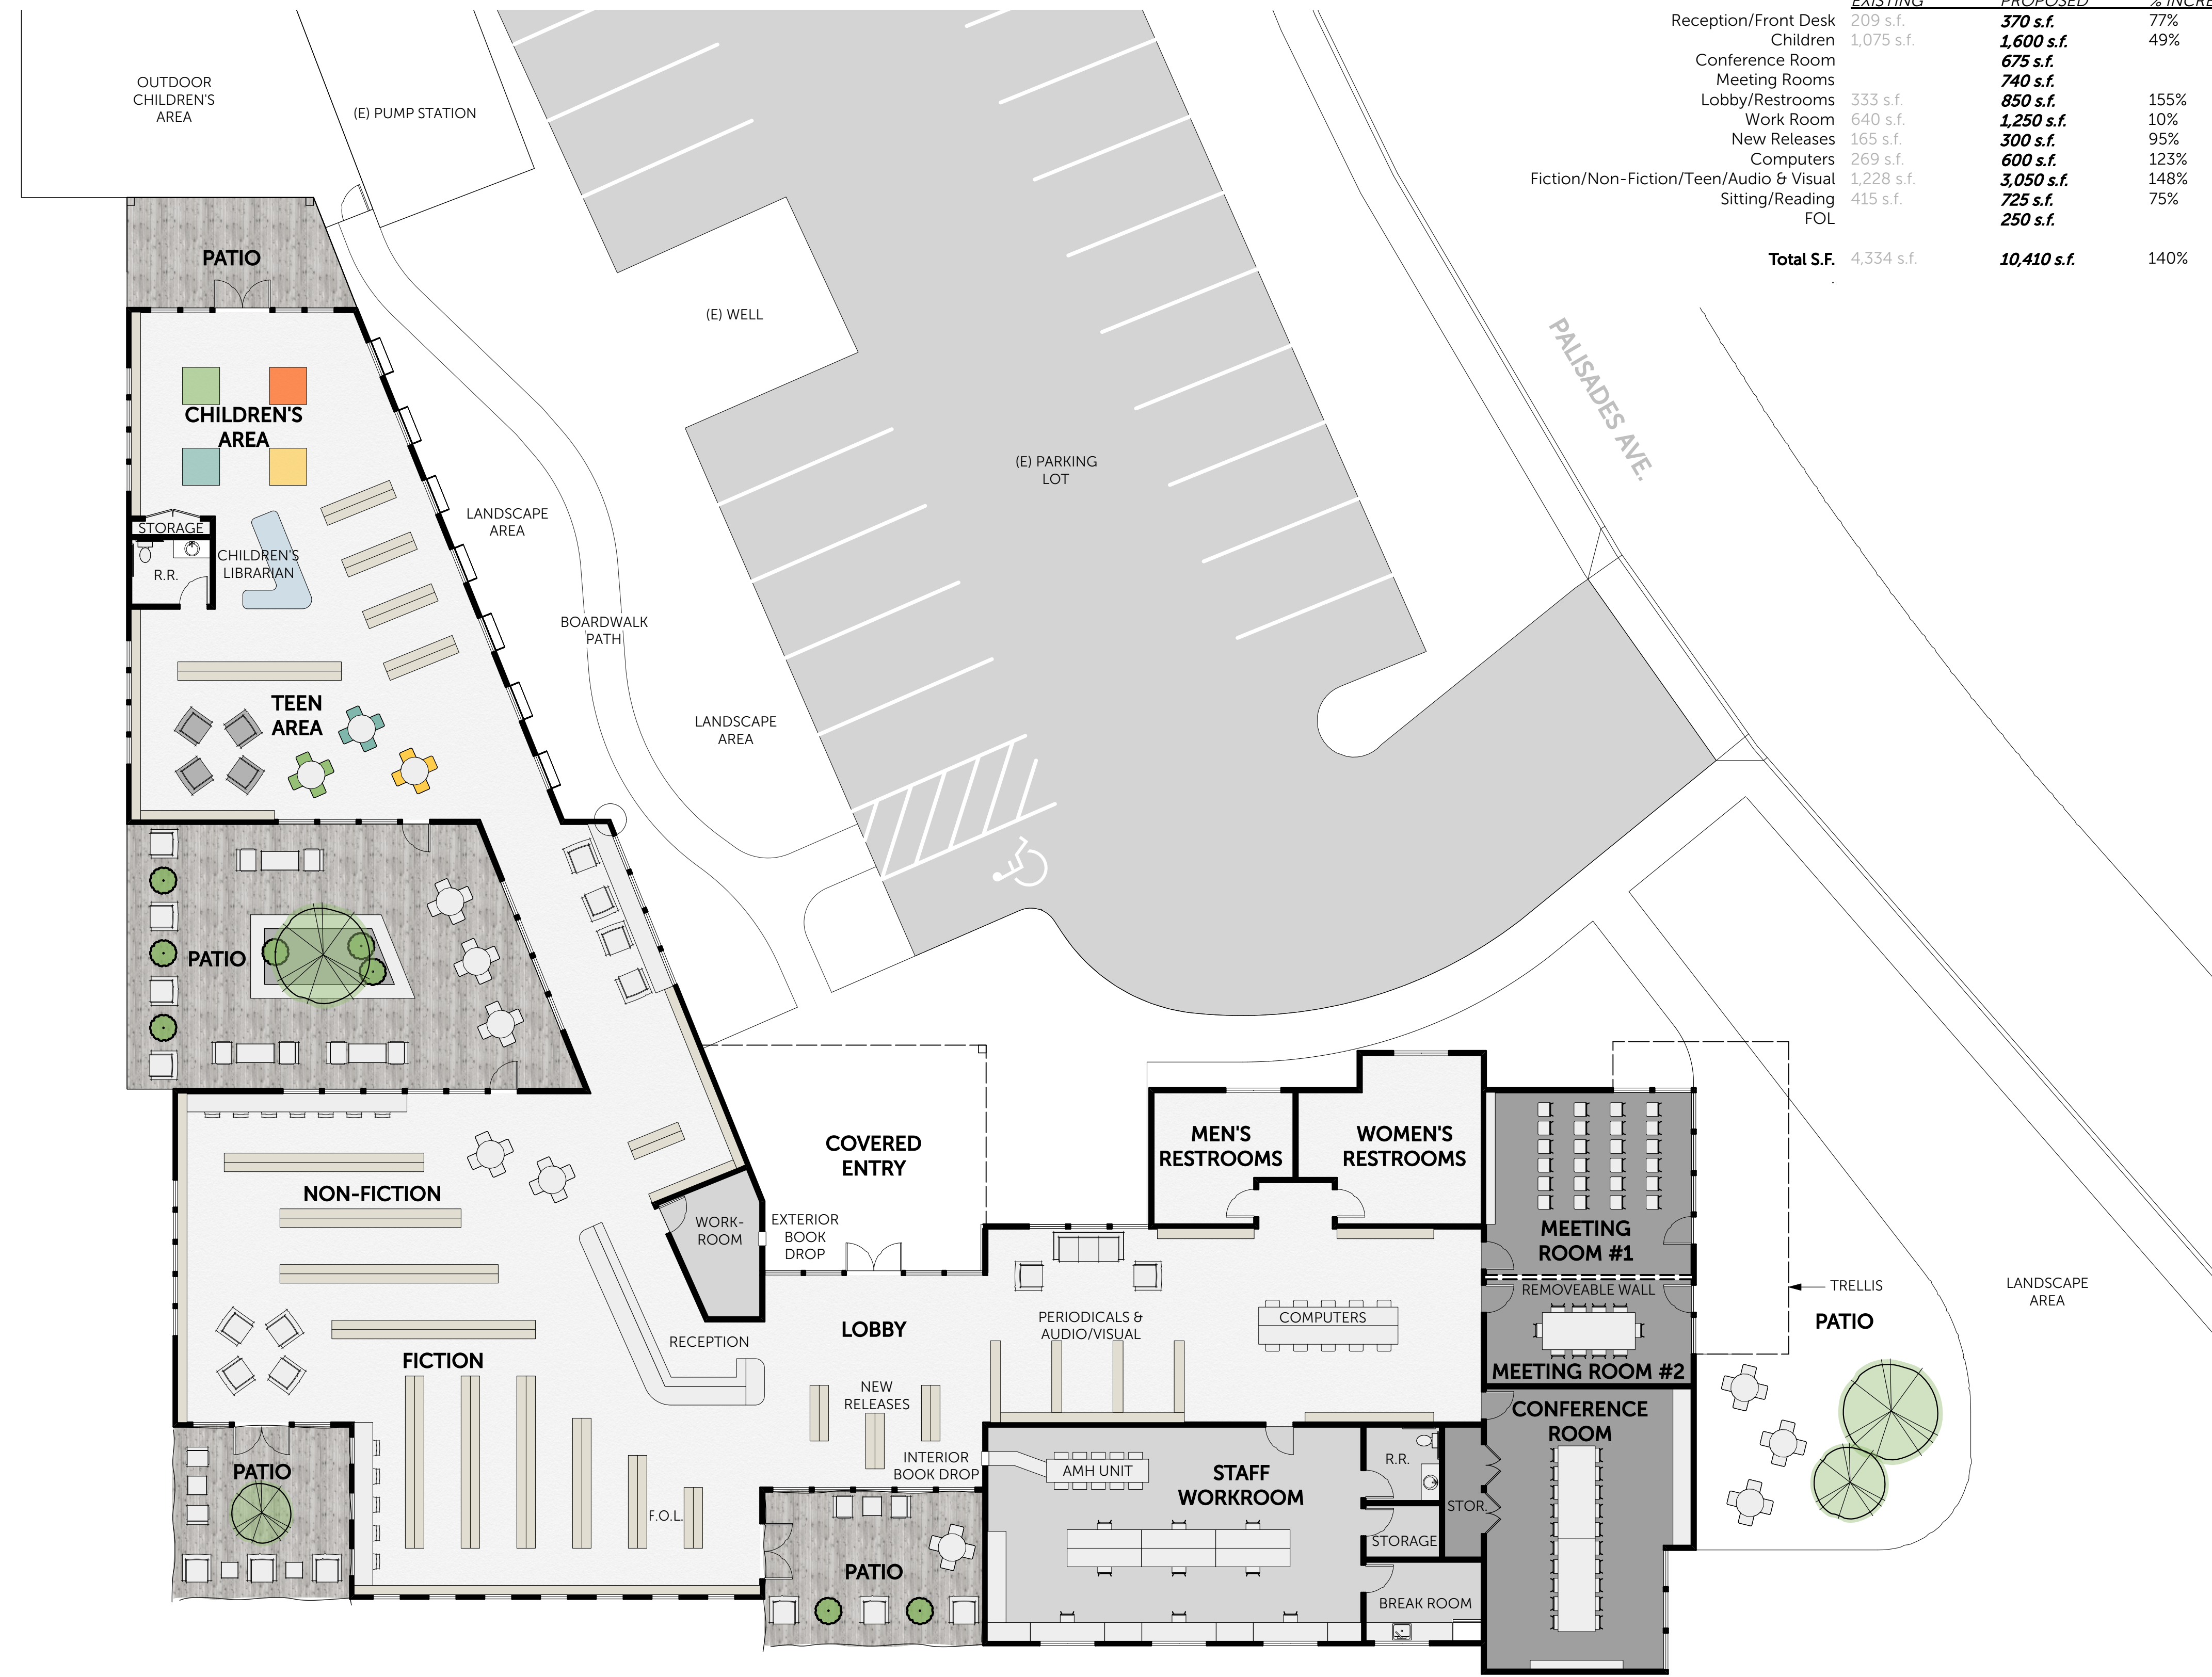 EXISTING PROPOSED
Reception/Front Desk 209 s.f. 370 s.f. 77%
Children 1,075 s.f. 1,600 s.f. 49%
Conference Room 675 s.f.
Meeting Rooms 740 s.f.
Lobby/Restrooms 333 s.f. 850 s.f. 155%
Work Room 640 s.f. 1,250 s.f. 10%
New Releases 165 s.f. 300 s.f. 95%
Computers 269 s.f. 600 s.f. 123%
Fiction/Non-Fiction/Teen/Audio & Visual 1,228 s.f. 3,050 s.f. 148%
Sitting/Reading 415 s.f. 725 s.f. 75%
FOL 250 s.f.
Total S.F. 4,334 s.f. 10,410 s.f. 140%
.
OUTDOOR
CHILDREN'S
AREA
(E) PUMP STATION
PATIO
(E) WELL
PALISADES AVE.
CHILDREN'S
AREA
(E) PARKING
LOT
STORAGE
LANDSCAPE
AREA
CHILDREN'S
LIBRARIAN
R.R.
BOARDWALK
PATH
TEEN
AREA
LANDSCAPE
AREA
PATIO
COVERED
ENTRY
MEN'S
RESTROOMS
WOMEN'S
RESTROOMS
NON-FICTION
WORK-
ROOM
EXTERIOR
BOOK
DROP
MEETING
ROOM #1
REMOVEABLE WALL
TRELLIS
LANDSCAPE
AREA
PERIODICALS &
AUDIO/VISUAL
COMPUTERS
PATIO
LOBBY
RECEPTION
FICTION
MEETING ROOM #2
NEW
RELEASES
CONFERENCE
ROOM
PATIO
INTERIOR
BOOK DROP
AMH UNIT
STAFF
WORKROOM
R.R.
STOR.
F.O.L.
STORAGE
PATIO
BREAK ROOM